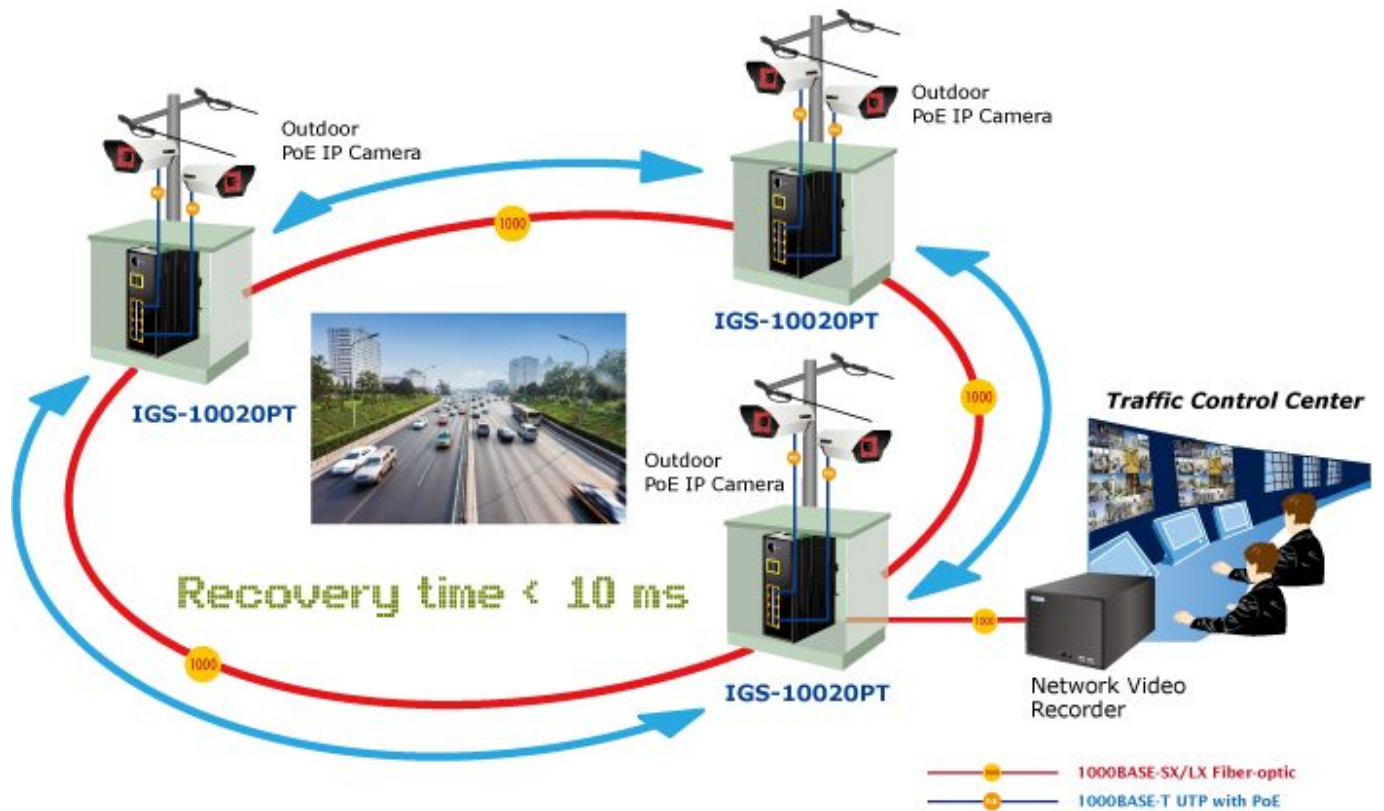 Outdoor
PoE IP Camera
Outdoor
PoE IP Camera
1000
IGS-10020PT
IGS-10020PT
1000
Traffic Control Center
Outdoor
PoE IP Camera
Recovery time < 10 ms
1000
1000
IGS-10020PT
Network Video
Recorder
1000BASE-SX/LX Fiber-optic
1000BASE-T UTP with PoE